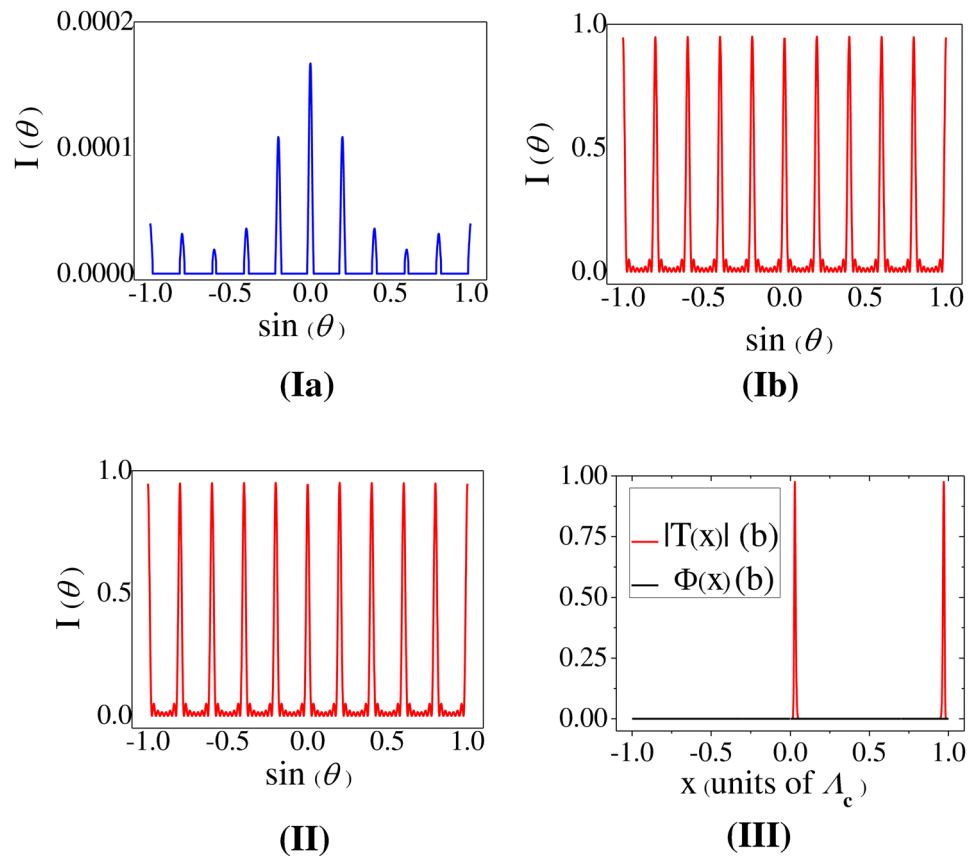 0.0002
0.0001
0.0000
I (θ)
-1.0 -0.5 0.0 0.5 1.0
sin (θ)
(Ia)
1.0
0.5
0.0
I (θ)
-1.0 -0.5 0.0 0.5 1.0
sin (θ)
(Ib)
1.0
0.5
0.0
I (θ)
-1.0 -0.5 0.0 0.5 1.0
sin (θ)
(II)
1.00
0.75
0.50
0.25
0.00
|T(x)| (b)
Φ(x) (b)
-1.0 -0.5 0.0 0.5 1.0
x (units of Λc)
(III)